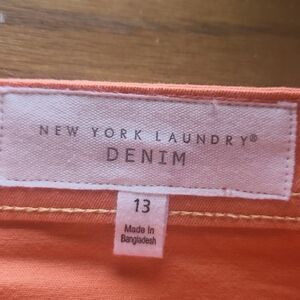 NEW YORK LAUNDRY®
DENIM
13
Made In
Bangladesh